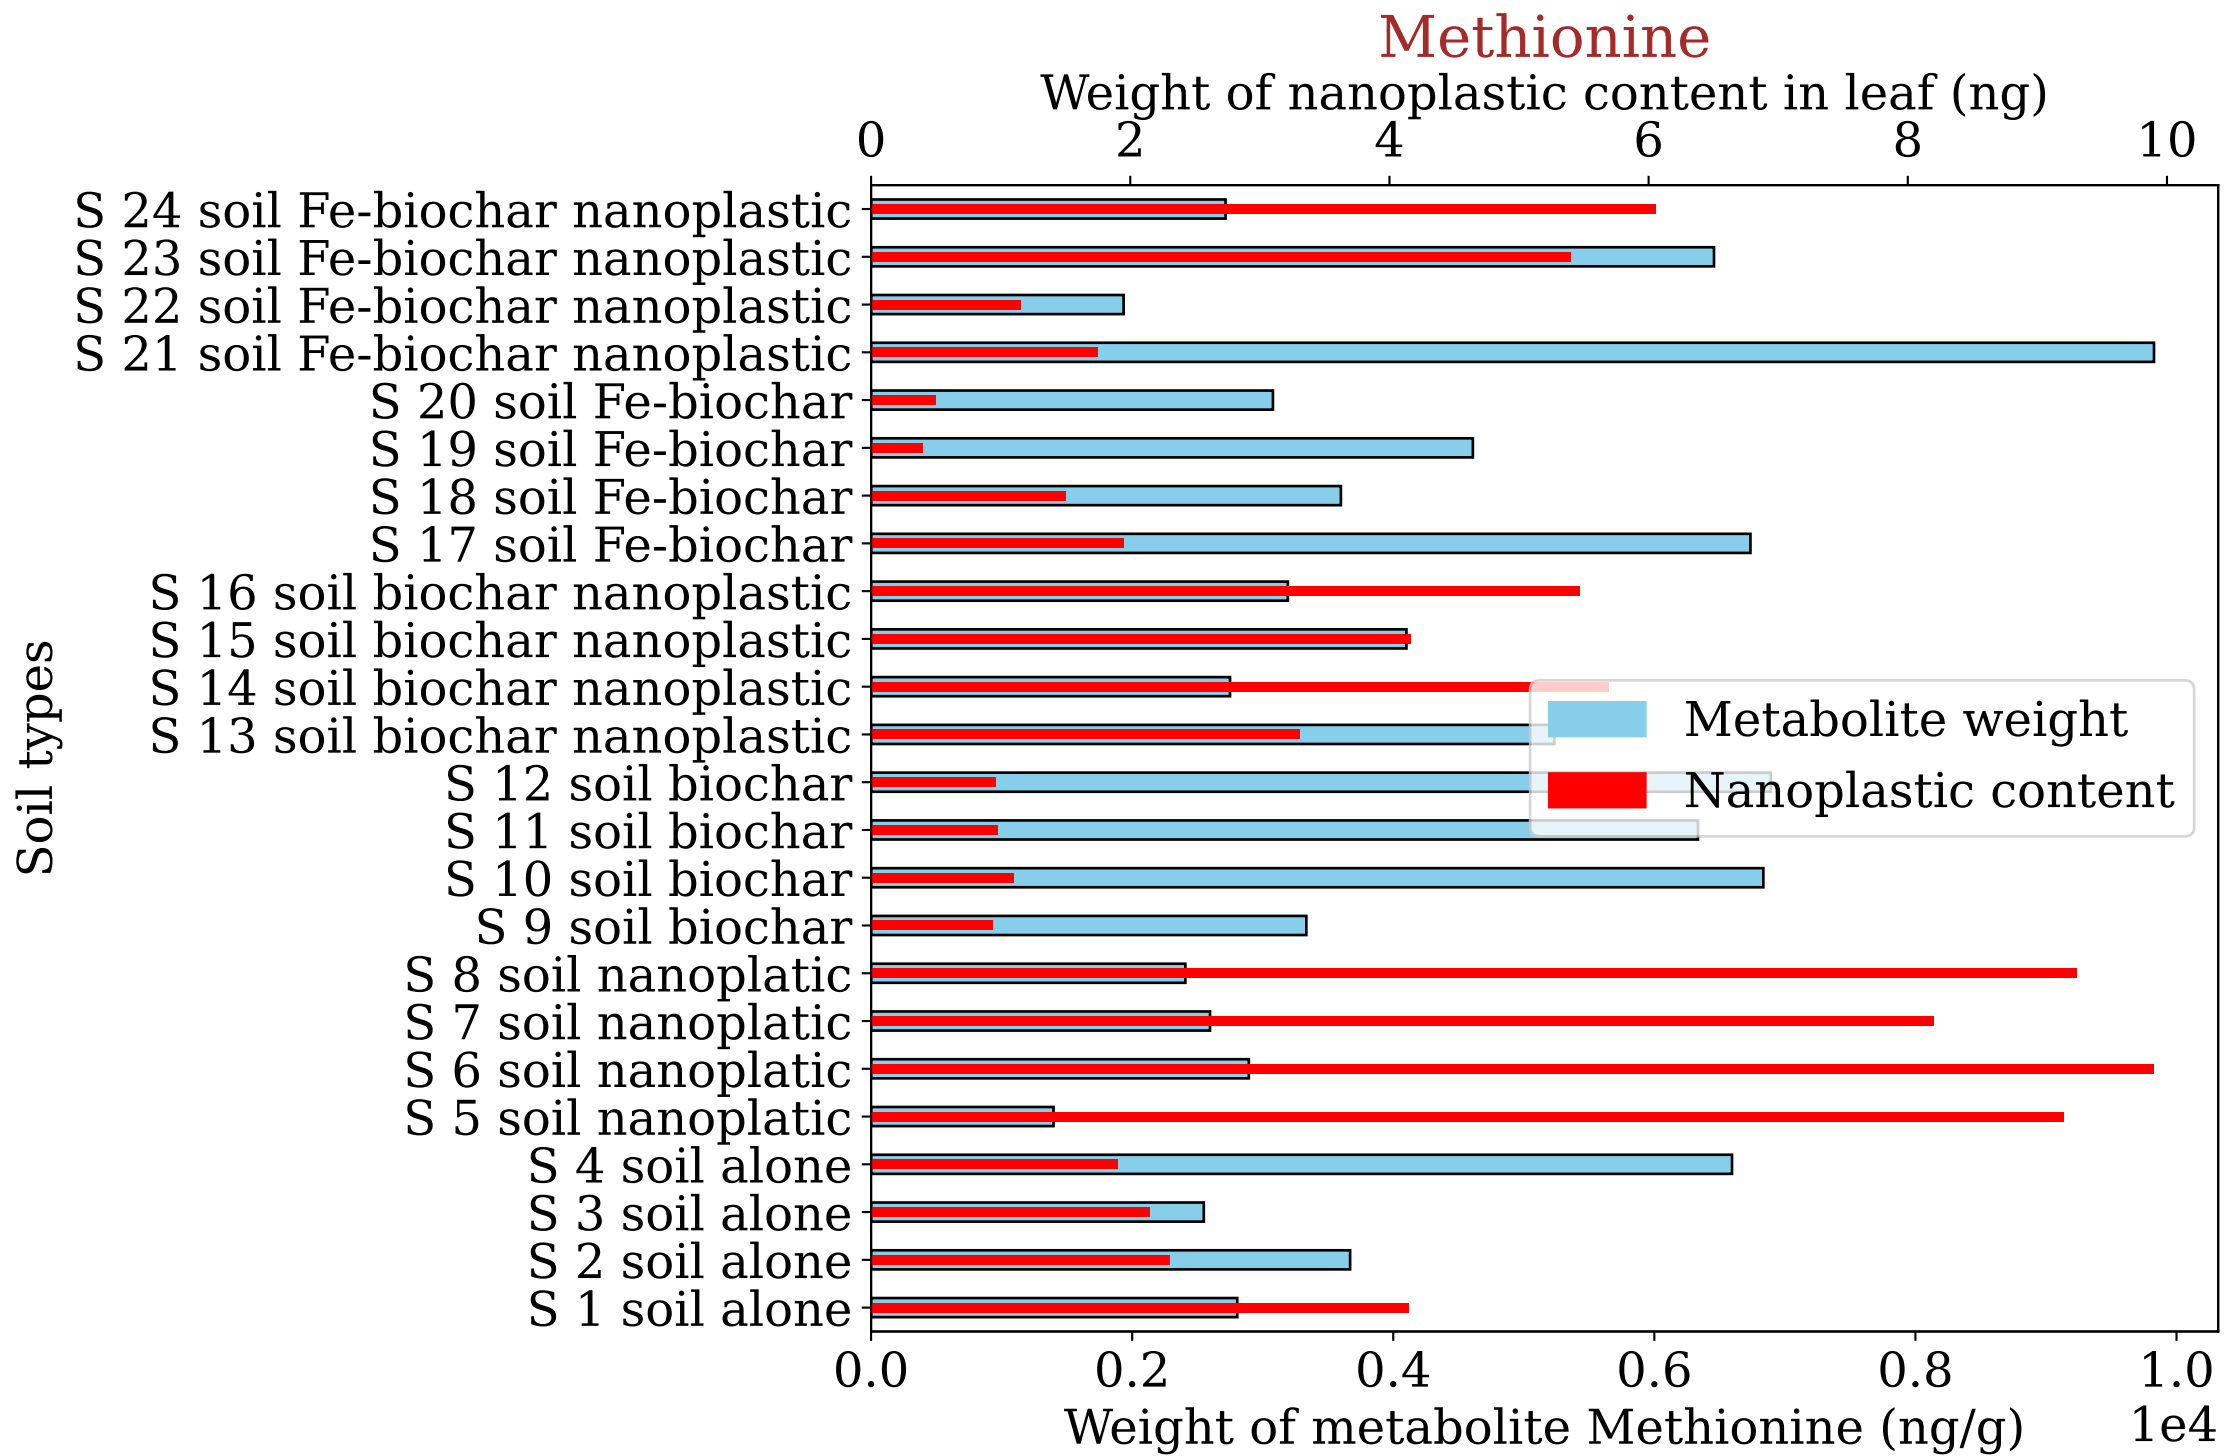 Methionine
Weight of nanoplastic content in leaf (ng)
0 2 4 6 8 10
S 24 soil Fe-biochar nanoplastic
S 23 soil Fe-biochar nanoplastic
S 22 soil Fe-biochar nanoplastic
S 21 soil Fe-biochar nanoplastic
S 20 soil Fe-biochar
S 19 soil Fe-biochar
S 18 soil Fe-biochar
S 17 soil Fe-biochar
S 16 soil biochar nanoplastic
S 15 soil biochar nanoplastic
S 14 soil biochar nanoplastic
S 13 soil biochar nanoplastic
S 12 soil biochar
S 11 soil biochar
S 10 soil biochar
S 9 soil biochar
S 8 soil nanoplatic
S 7 soil nanoplatic
S 6 soil nanoplatic
S 5 soil nanoplatic
S 4 soil alone
S 3 soil alone
S 2 soil alone
S 1 soil alone
Soil types
Metabolite weight
Nanoplastic content
0.0 0.2 0.4 0.6 0.8 1.0
Weight of metabolite Methionine (ng/g)
1e4